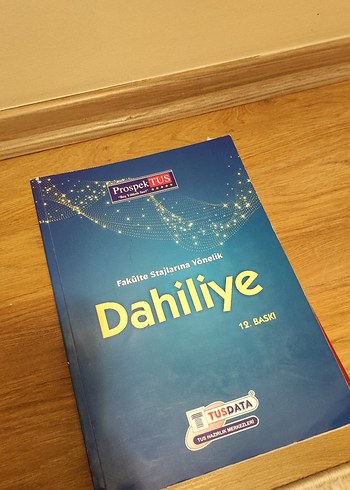 ProspekTUS
Fakülte Stajlarına Yönelik
Dahiliye
12. BASKI
TUSDATA
TUS HAZIRLIK MERKEZLERİ